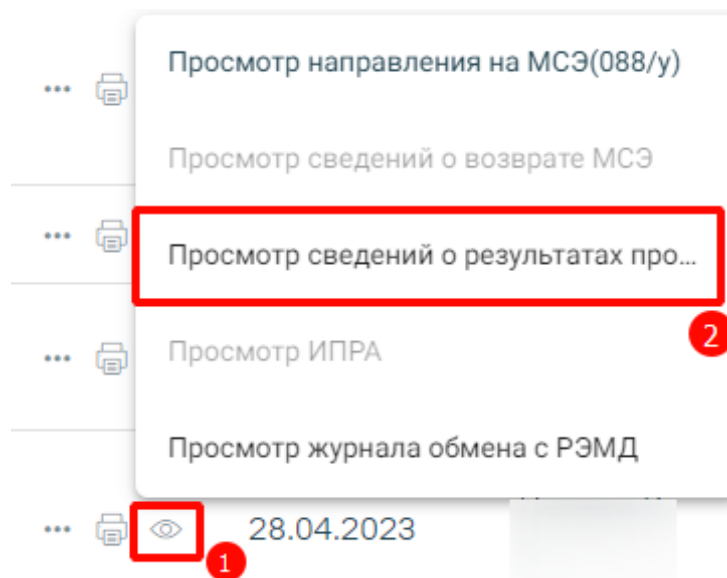 Просмотр направления на МСЭ(088/у)
Просмотр сведений о возврате МСЭ
Просмотр сведений о результатах про...
2
Просмотр ИПРА
Просмотр журнала обмена с РЭМД
28.04.2023
1